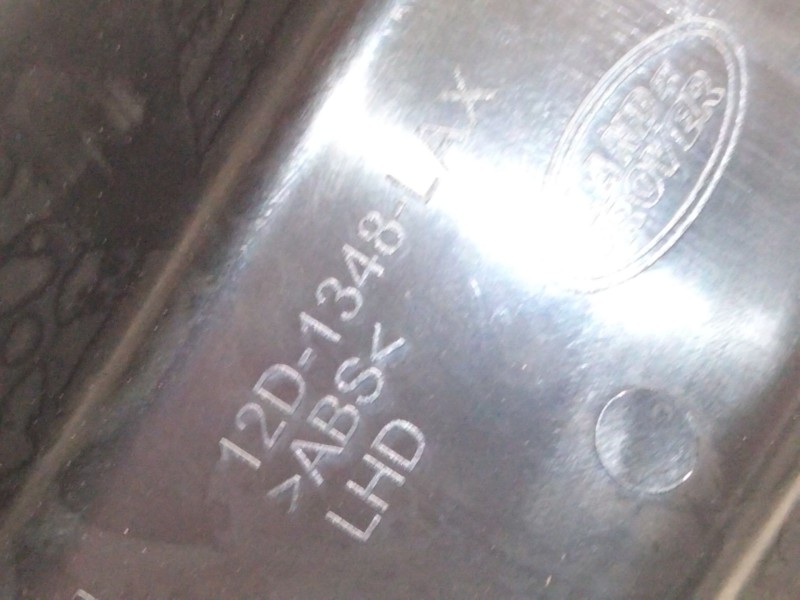 LAND
ROVER
12D-1348-LAX
>ABS<
LHD